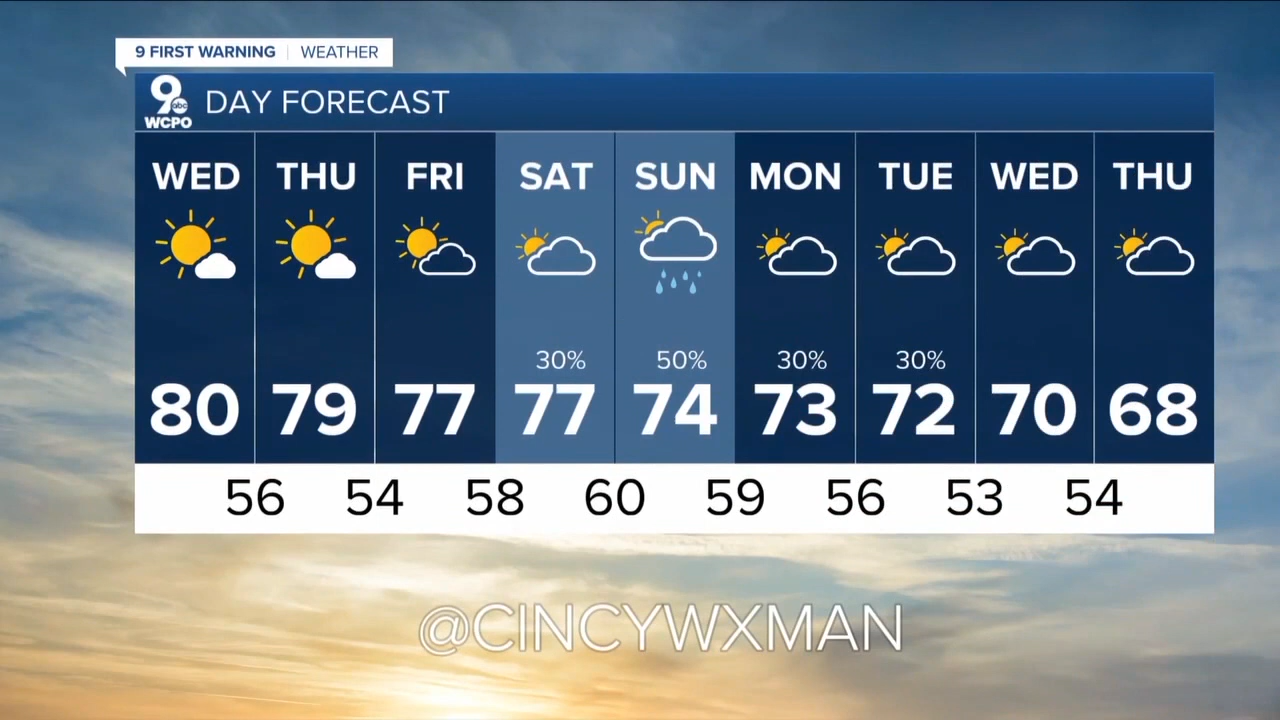 9 FIRST WARNING | WEATHER
9 abc
WCPO
DAY FORECAST
WED THU FRI SAT SUN MON TUE WED THU
30% 50% 30% 30%
80 79 77 77 74 73 72 70 68
56 54 58 60 59 56 53 54
@CINCYWXMAN